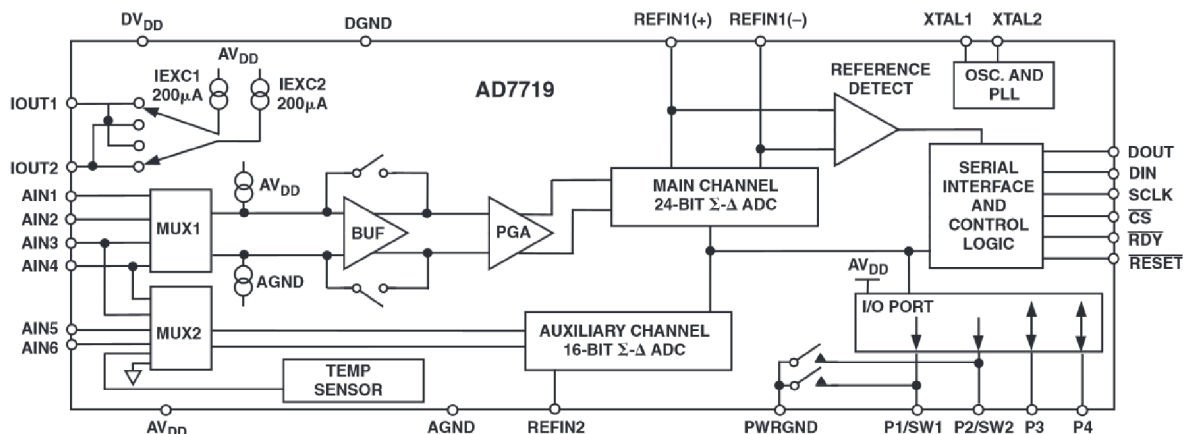 DVDD
DGND
REFIN1(+)
REFIN1(–)
XTAL1
XTAL2
AVDD
IEXC1
200µA
IEXC2
200µA
AD7719
REFERENCE
DETECT
OSC. AND
PLL
IOUT1
IOUT2
AIN1
AIN2
AIN3
AIN4
AIN5
AIN6
MUX1
AVDD
AGND
BUF
PGA
MAIN CHANNEL
24-BIT Σ-Δ ADC
SERIAL
INTERFACE
AND
CONTROL
LOGIC
DOUT
DIN
SCLK
CS
RDY
RESET
MUX2
AUXILIARY CHANNEL
16-BIT Σ-Δ ADC
AVDD
I/O PORT
TEMP
SENSOR
AVDD
AGND
REFIN2
PWRGND
P1/SW1
P2/SW2
P3
P4